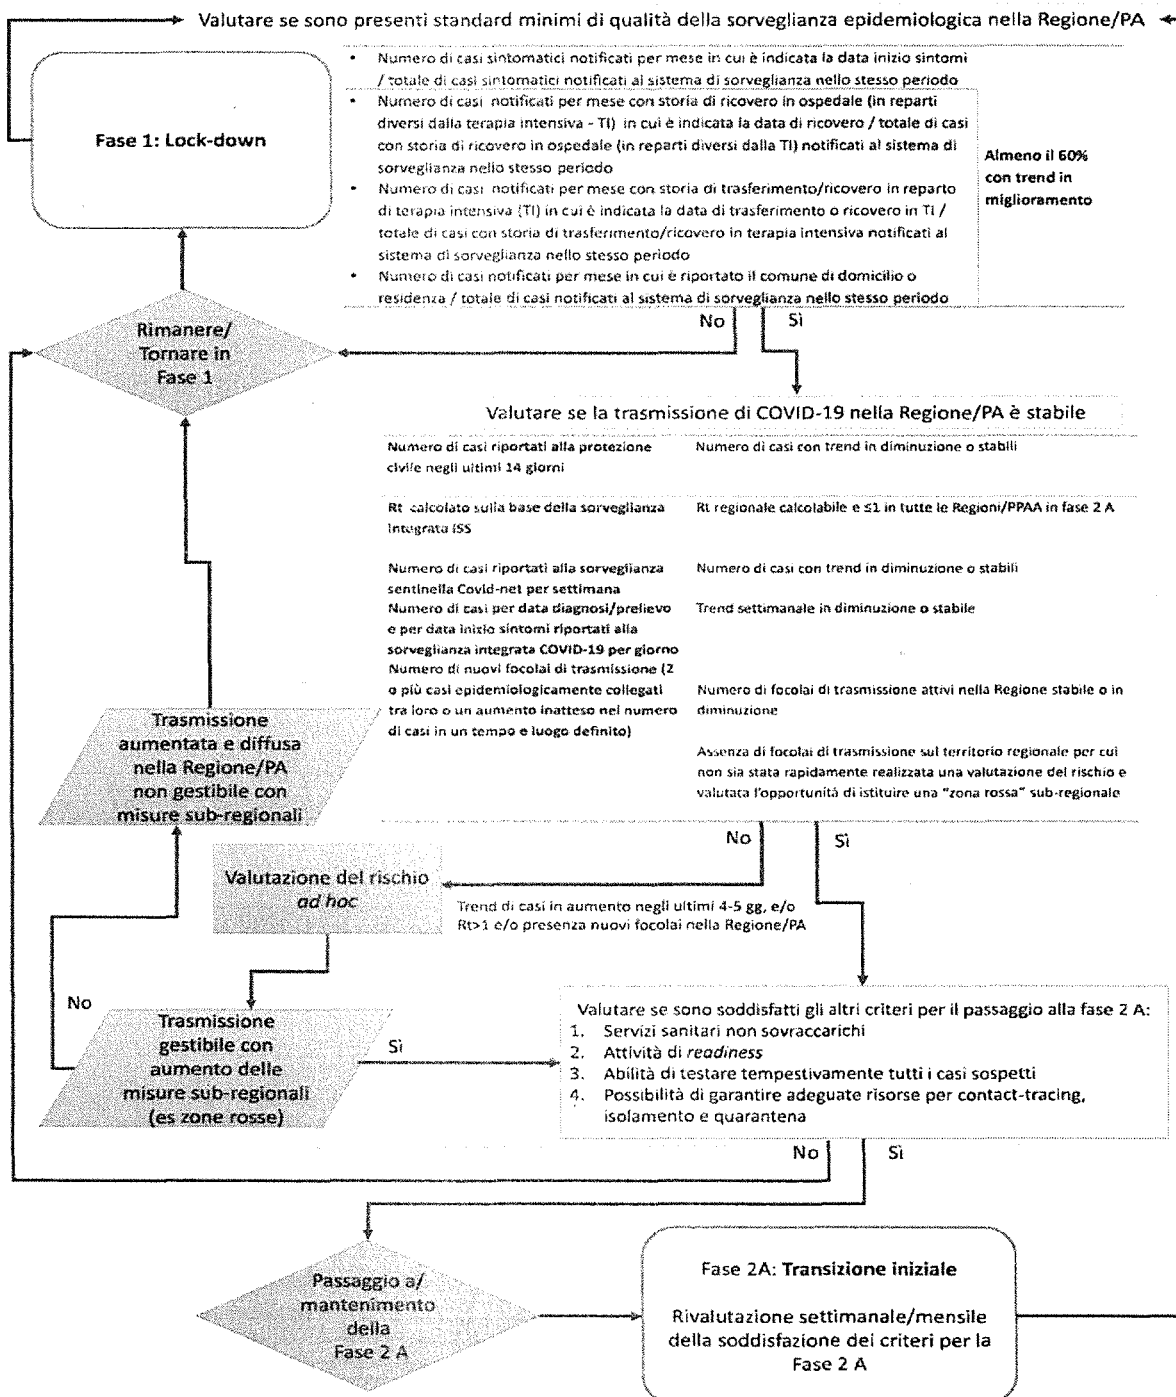 Valutare se sono presenti standard minimi di qualità della sorveglianza epidemiologica nella Regione/PA
Fase 1: Lock-down
• Numero di casi sintomatici notificati per mese in cui è indicata la data inizio sintomi
/ totale di casi sintomatici notificati al sistema di sorveglianza nello stesso periodo
• Numero di casi notificati per mese con storia di ricovero in ospedale (in reparti
diversi dalla terapia intensiva - TI) in cui è indicata la data di ricovero / totale di casi
con storia di ricovero in ospedale (in reparti diversi dalla TI) notificati al sistema di
sorveglianza nello stesso periodo
• Numero di casi notificati per mese con storia di trasferimento/ricovero in reparto
di terapia intensiva (TI) in cui è indicata la data di trasferimento o ricovero in TI /
totale di casi con storia di trasferimento/ricovero in terapia intensiva notificati al
sistema di sorveglianza nello stesso periodo
• Numero di casi notificati per mese in cui è riportato il comune di domicilio o
residenza / totale di casi notificati al sistema di sorveglianza nello stesso periodo
Almeno il 60%
con trend in
miglioramento
No
Sì
Rimanere/
Tornare in
Fase 1
Valutare se la trasmissione di COVID-19 nella Regione/PA è stabile
Numero di casi riportati alla protezione
civile negli ultimi 14 giorni
Numero di casi con trend in diminuzione o stabili
Rt calcolato sulla base della sorveglianza
integrata ISS
Rt regionale calcolabile e ≤1 in tutte le Regioni/PPAA in fase 2 A
Numero di casi riportati alla sorveglianza
sentinella Covid-net per settimana
Numero di casi con trend in diminuzione o stabili
Numero di casi per data diagnosi/prelievo
e per data inizio sintomi riportati alla
sorveglianza integrata COVID-19 per giorno
Trend settimanale in diminuzione o stabile
Numero di nuovi focolai di trasmissione (2
o più casi epidemiologicamente collegati
tra loro o un aumento inatteso nel numero
di casi in un tempo e luogo definito)
Numero di focolai di trasmissione attivi nella Regione stabile o in
diminuzione
Assenza di focolai di trasmissione sul territorio regionale per cui
non sia stata rapidamente realizzata una valutazione del rischio e
valutata l'opportunità di istituire una "zona rossa" sub-regionale
Trasmissione
aumentata e diffusa
nella Regione/PA
non gestibile con
misure sub-regionali
No
Sì
Valutazione del rischio
ad hoc
Trend di casi in aumento negli ultimi 4-5 gg, e/o
Rt>1 e/o presenza nuovi focolai nella Regione/PA
No
Trasmissione
gestibile con
aumento delle
misure sub-regionali
(es zone rosse)
Sì
Valutare se sono soddisfatti gli altri criteri per il passaggio alla fase 2 A:
1. Servizi sanitari non sovraccarichi
2. Attività di readiness
3. Abilità di testare tempestivamente tutti i casi sospetti
4. Possibilità di garantire adeguate risorse per contact-tracing,
isolamento e quarantena
No
Sì
Passaggio a/
mantenimento
della
Fase 2 A
Fase 2A: Transizione iniziale
Rivalutazione settimanale/mensile
della soddisfazione dei criteri per la
Fase 2 A